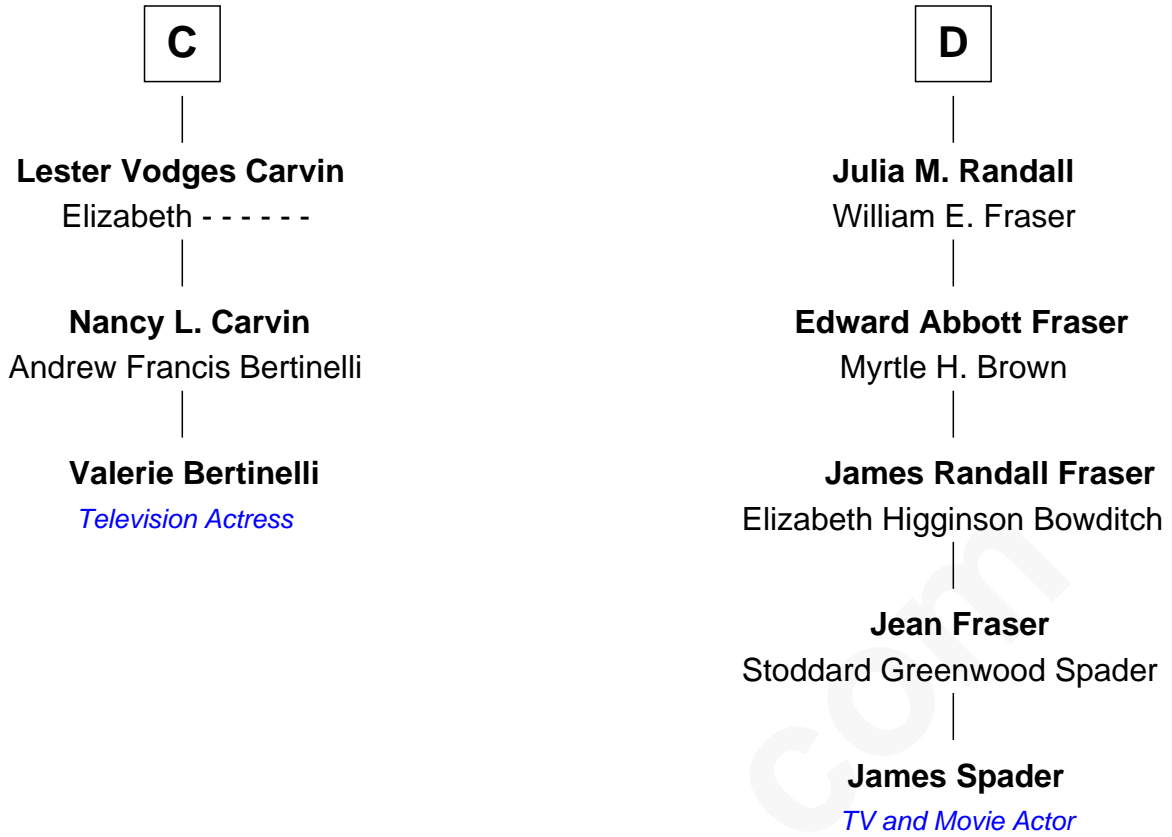 C
Lester Vodges Carvin
Elizabeth - - - - - -
Nancy L. Carvin
Andrew Francis Bertinelli
Valerie Bertinelli
Television Actress
D
Julia M. Randall
William E. Fraser
Edward Abbott Fraser
Myrtle H. Brown
James Randall Fraser
Elizabeth Higginson Bowditch
Jean Fraser
Stoddard Greenwood Spader
James Spader
TV and Movie Actor
com